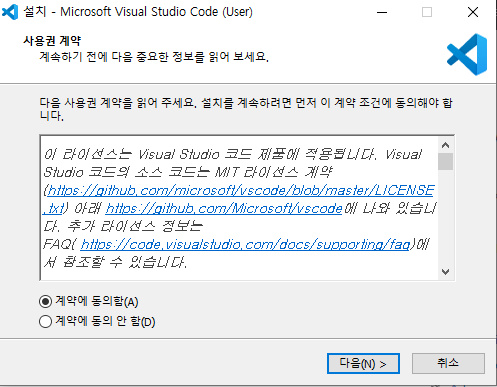 설치 - Microsoft Visual Studio Code (User)
사용권 계약
계속하기 전에 다음 중요한 정보를 읽어 보세요.
다음 사용권 계약을 읽어 주세요. 설치를 계속하려면 먼저 이 계약 조건에 동의해야 합
니다.
이 라이선스는 Visual Studio 코드 제품에 적용됩니다. Visual
Studio 코드의 소스 코드는 MIT 라이선스 계약
(https://github.com/microsoft/vscode/blob/master/LICENSE
.txt) 아래 https://github.com/Microsoft/vscode에 나와 있습니
다. 추가 라이선스 정보는
FAQ( https://code.visualstudio.com/docs/supporting/faq)에
서 참조할 수 있습니다.
계약에 동의함(A)
계약에 동의 안 함(D)
다음(N) >
취소